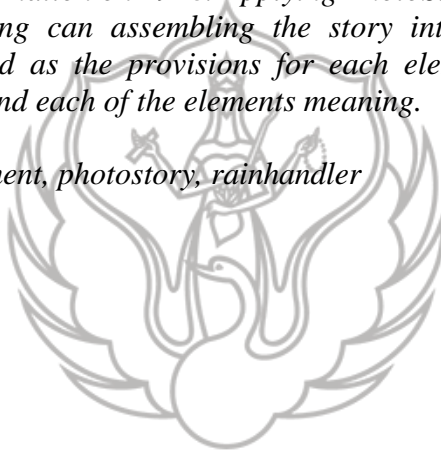 ing can assembling the story int
d as the provisions for each ele
nd each of the elements meaning.
ent, photostory, rainhandler